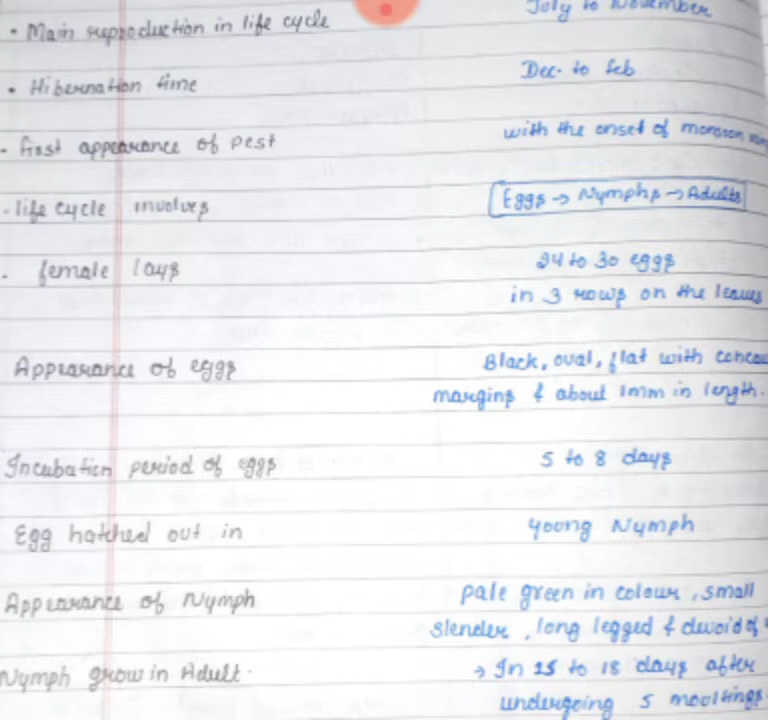 • Main reproduction in life cycle July to November
• Hibernation time Dec. to feb
- first appearance of Pest with the onset of monsoon
- life cycle involves Eggs → Nymphs → Adults
- female lays 24 to 30 eggs
in 3 rows on the leaves
Appearance of eggs Black, oval, flat with
margins & about 1mm in length.
Incubation period of eggs 5 to 8 days
Egg hatched out in young Nymph
Appearance of Nymph pale green in colour, small
slender, long legged & devoid of
Nymph grow in Adult. → In 15 to 18 days after
undergoing 5 mooltings